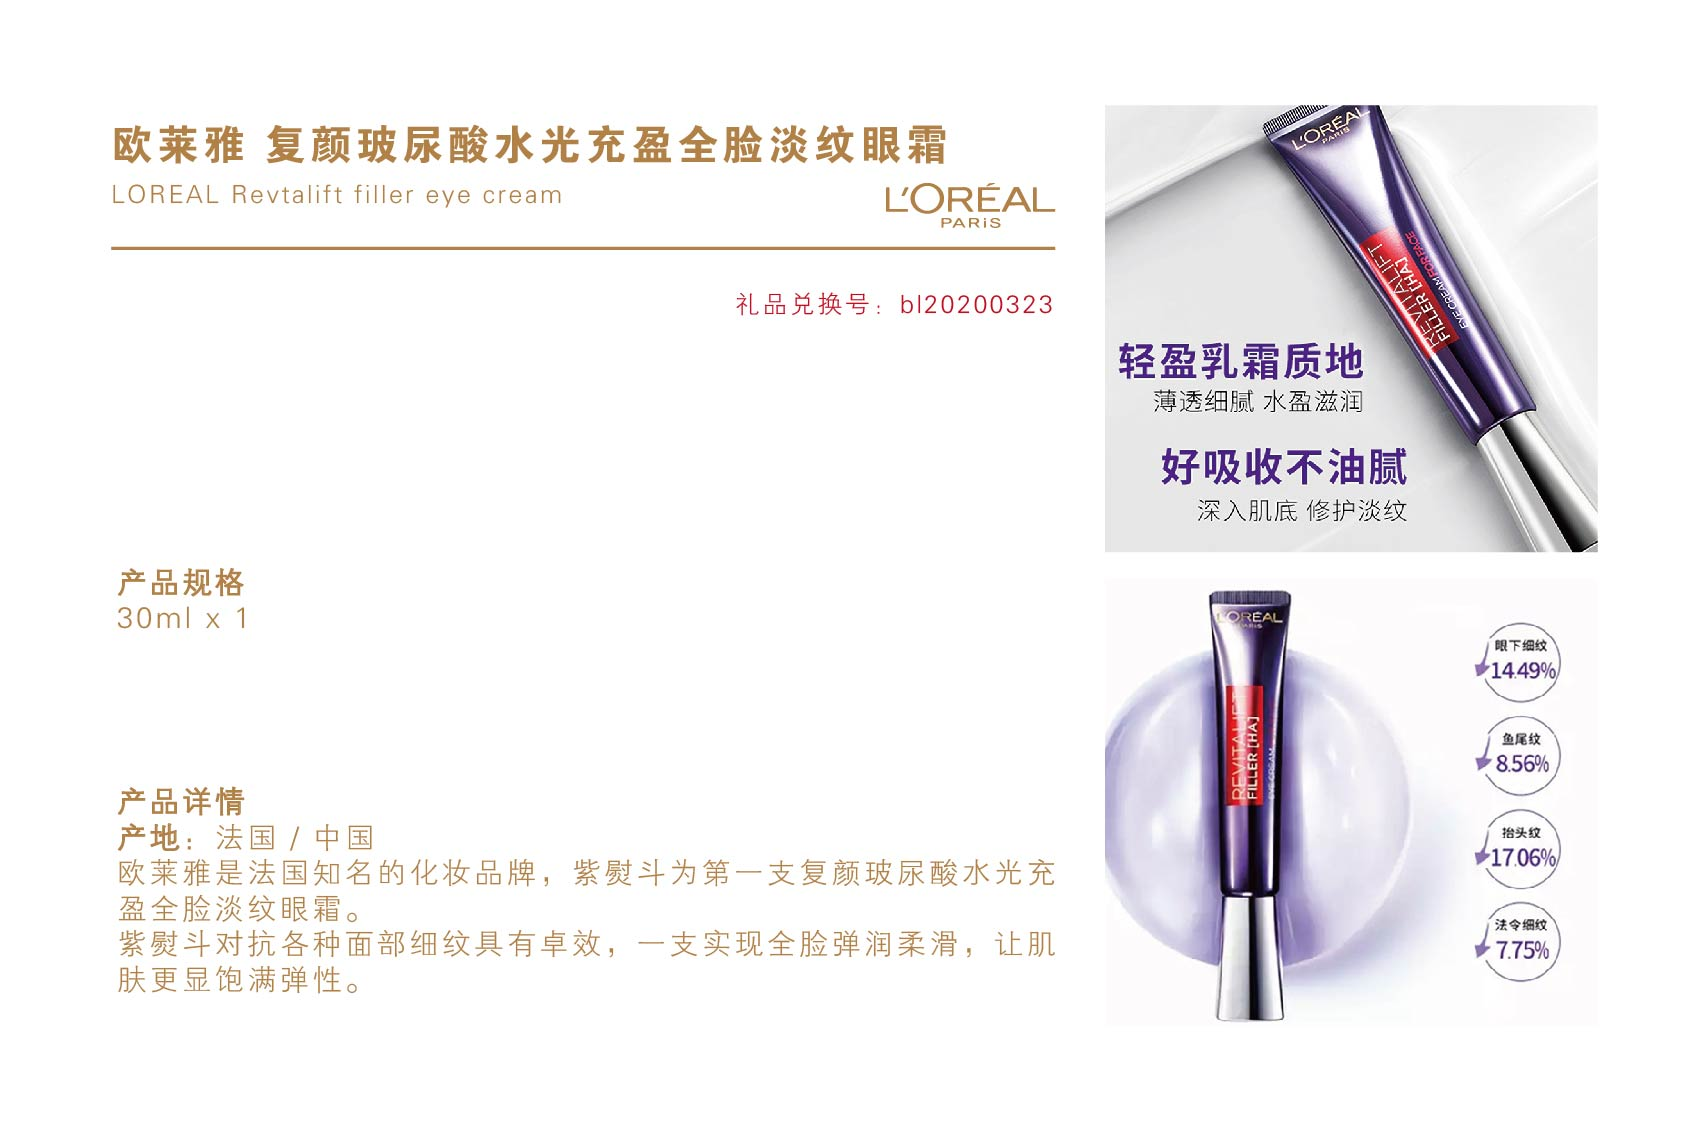 欧莱雅 复颜玻尿酸水光充盈全脸淡纹眼霜
LOREAL Revtalift filler eye cream
L'ORÉAL
PARiS
礼品兑换号：bl20200323
产品规格
30ml x 1
产品详情
产地：法国 / 中国
欧莱雅是法国知名的化妆品牌，紫熨斗为第一支复颜玻尿酸水光充
盈全脸淡纹眼霜。
紫熨斗对抗各种面部细纹具有卓效，一支实现全脸弹润柔滑，让肌
肤更显饱满弹性。
L'ORÉAL
PARIS
REVITALIFT
FILLER [HA]
EYE CREAM FOR FACE
轻盈乳霜质地
薄透细腻 水盈滋润
好吸收不油腻
深入肌底 修护淡纹
L'ORÉAL
PARIS
REVITALIFT
FILLER [HA]
EYE CREAM
眼下细纹
14.49%
鱼尾纹
8.56%
抬头纹
17.06%
法令细纹
7.75%